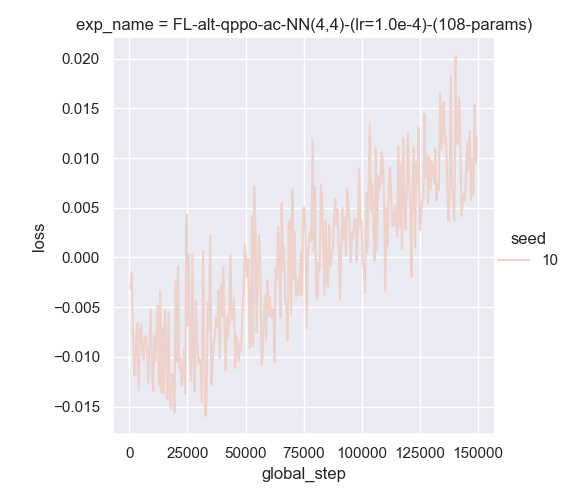 exp_name = FL-alt-qppo-ac-NN(4,4)-(lr=1.0e-4)-(108-params)
0.020
0.015
0.010
0.005
0.000
−0.005
−0.010
−0.015
loss
0 25000 50000 75000 100000 125000 150000
global_step
seed
10